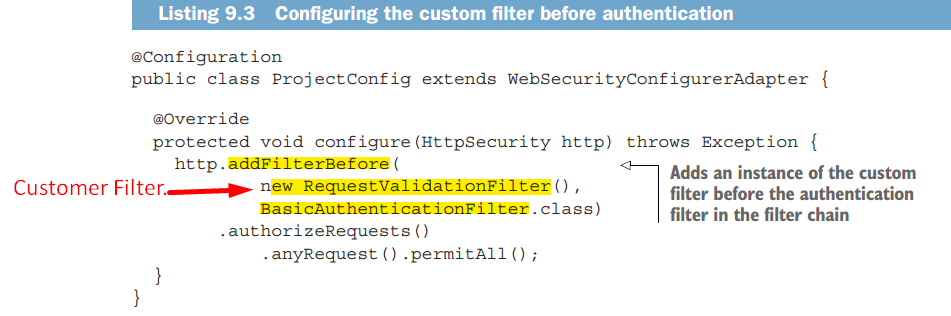 Listing 9.3 Configuring the custom filter before authentication
@Configuration
public class ProjectConfig extends WebSecurityConfigurerAdapter {
@Override
protected void configure(HttpSecurity http) throws Exception {
http.addFilterBefore(
Customer Filter.
new RequestValidationFilter(),
BasicAuthenticationFilter.class)
.authorizeRequests()
.anyRequest().permitAll();
}
}
Adds an instance of the custom
filter before the authentication
filter in the filter chain